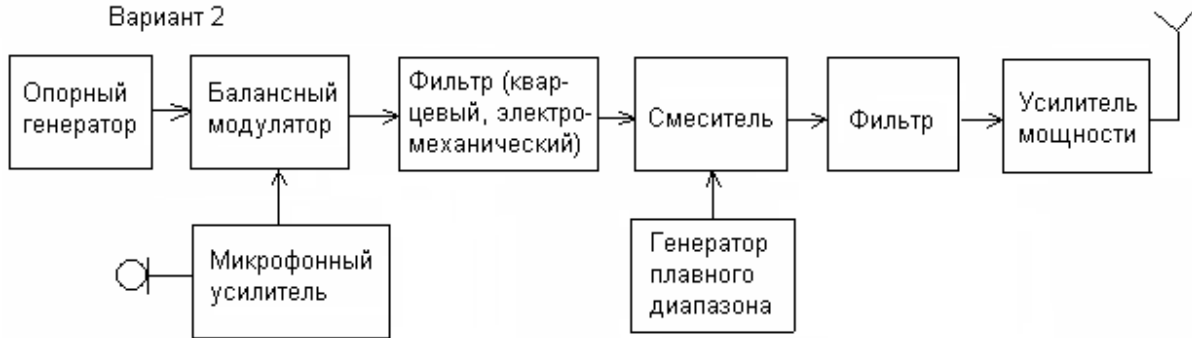 Вариант 2
Опорный
генератор
Балансный
модулятор
Фильтр (квар-
цевый, электро-
механический)
Смеситель
Фильтр
Усилитель
мощности
Микрофонный
усилитель
Генератор
плавного
диапазона